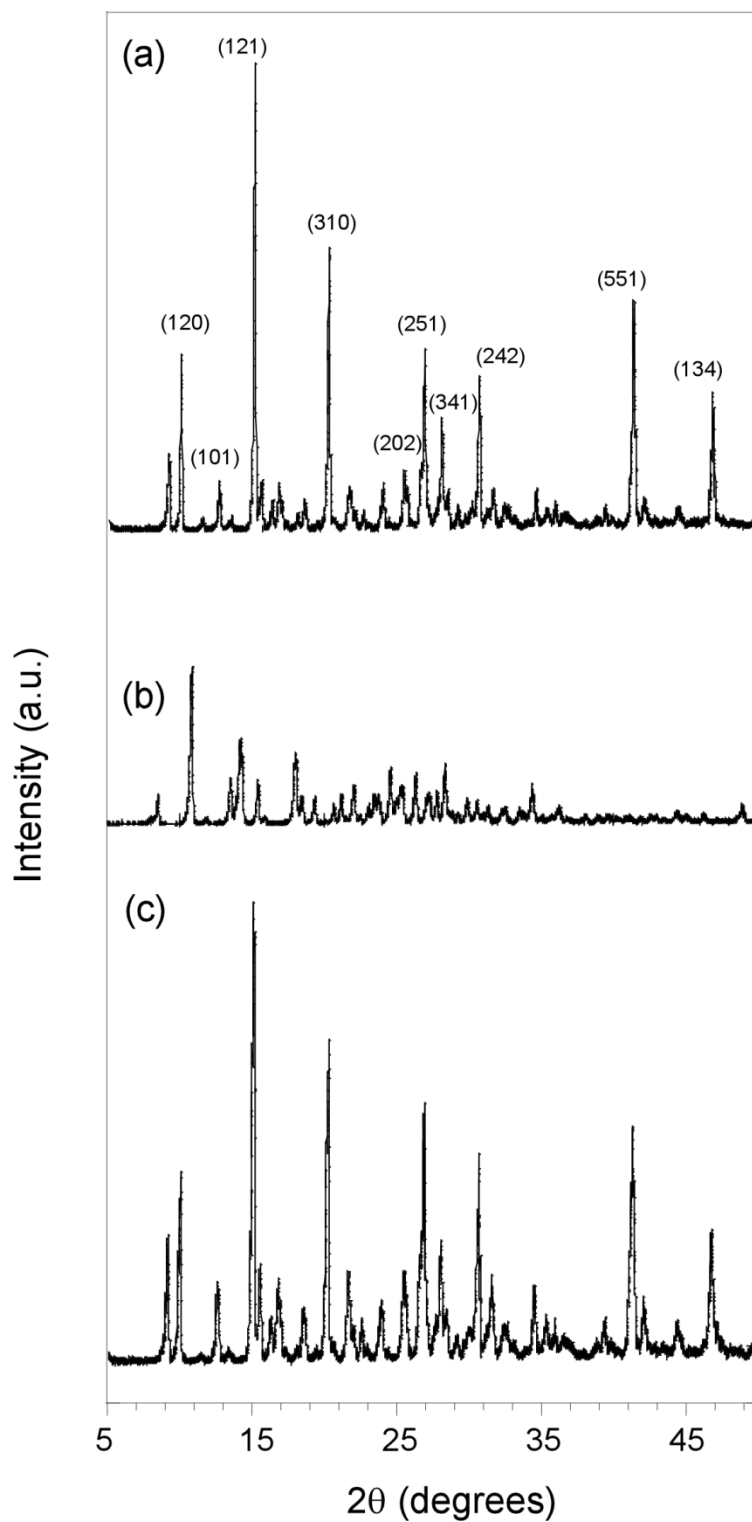 (a)
(121)
(310)
(551)
(120)
(251)
(242)
(134)
(341)
(101)
(202)
(b)
(c)
Intensity (a.u.)
5 15 25 35 45
2θ (degrees)